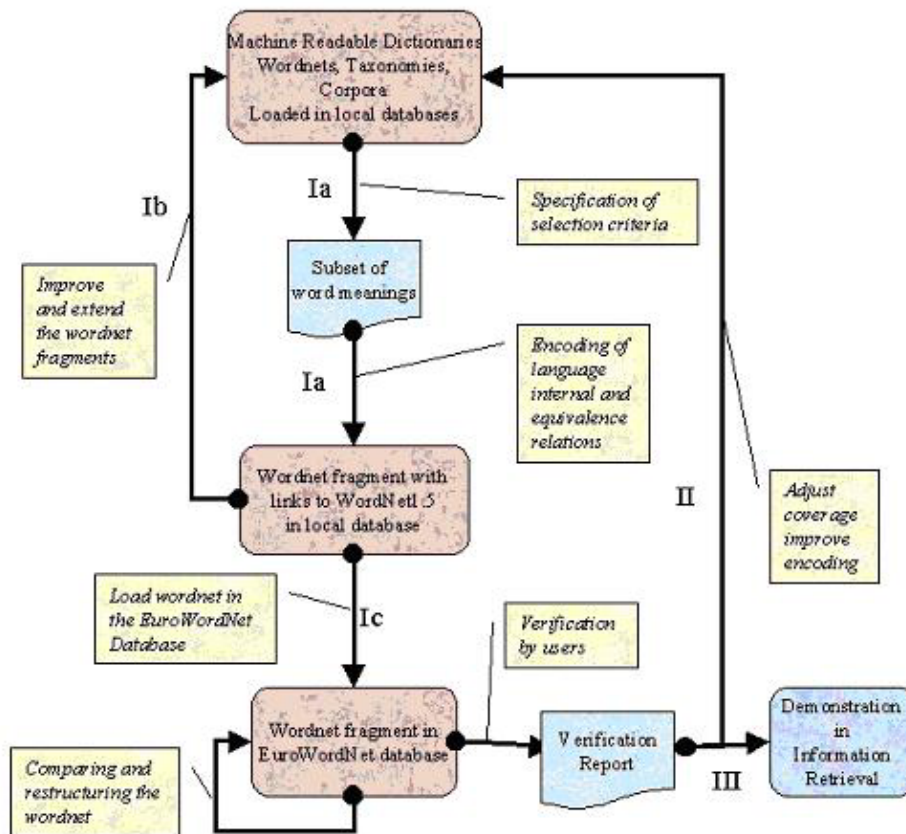 Machine Readable Dictionaries
Wordnets, Taxonomies,
Corpora
Loaded in local databases
Ia
Specification of
selection criteria
Ib
Improve
and extend
the wordnet
fragments
Subset of
word meanings
Ia
Encoding of
language
internal and
equivalence
relations
Wordnet fragment with
links to WordNet1.5
in local database
II
Adjust
coverage
improve
encoding
Load wordnet in
the EuroWordNet
Database
Ic
Verification
by users
Wordnet fragment in
EuroWordNet database
Verification
Report
III
Demonstration
in
Information
Retrieval
Comparing and
restructuring the
wordnet